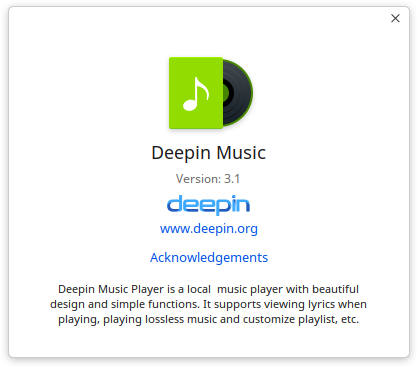 Deepin Music
Version: 3.1
deepin
www.deepin.org
Acknowledgements
Deepin Music Player is a local  music player with beautiful
design and simple functions. It supports viewing lyrics when
playing, playing lossless music and customize playlist, etc.